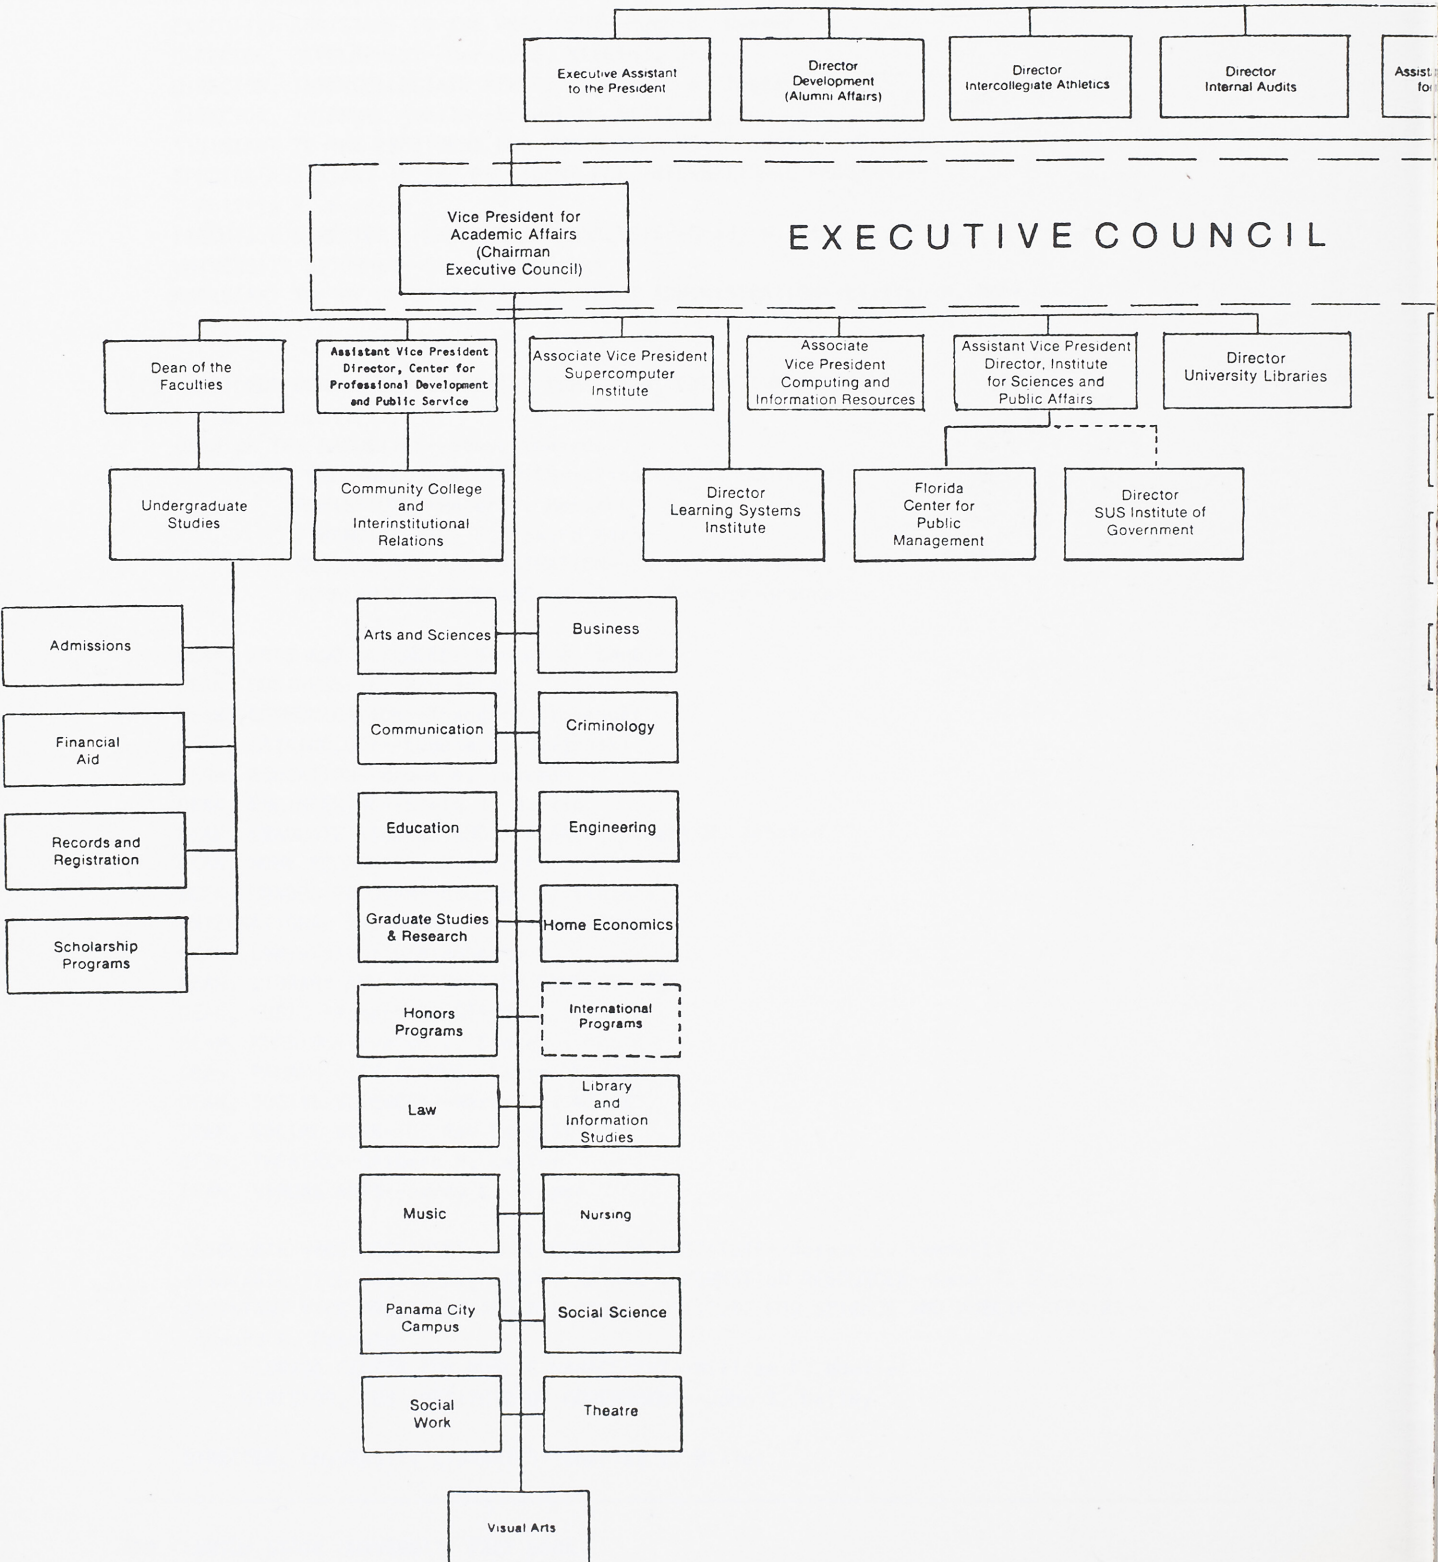 Executive Assistant
to the President
Director
Development
(Alumni Affairs)
Director
Intercollegiate Athletics
Director
Internal Audits
EXECUTIVE COUNCIL
Vice President for
Academic Affairs
(Chairman
Executive Council)
Dean of the
Faculties
Assistant Vice President
Director, Center for
Professional Development
and Public Service
Associate Vice President
Supercomputer
Institute
Associate
Vice President
Computing and
Information Resources
Assistant Vice President
Director, Institute
for Sciences and
Public Affairs
Director
University Libraries
Undergraduate
Studies
Community College
and
Interinstitutional
Relations
Director
Learning Systems
Institute
Florida
Center for
Public
Management
Director
SUS Institute of
Government
Admissions
Financial
Aid
Records and
Registration
Scholarship
Programs
Arts and Sciences
Business
Communication
Criminology
Education
Engineering
Graduate Studies
& Research
Home Economics
Honors
Programs
International
Programs
Law
Library
and
Information
Studies
Music
Nursing
Panama City
Campus
Social Science
Social
Work
Theatre
Visual Arts